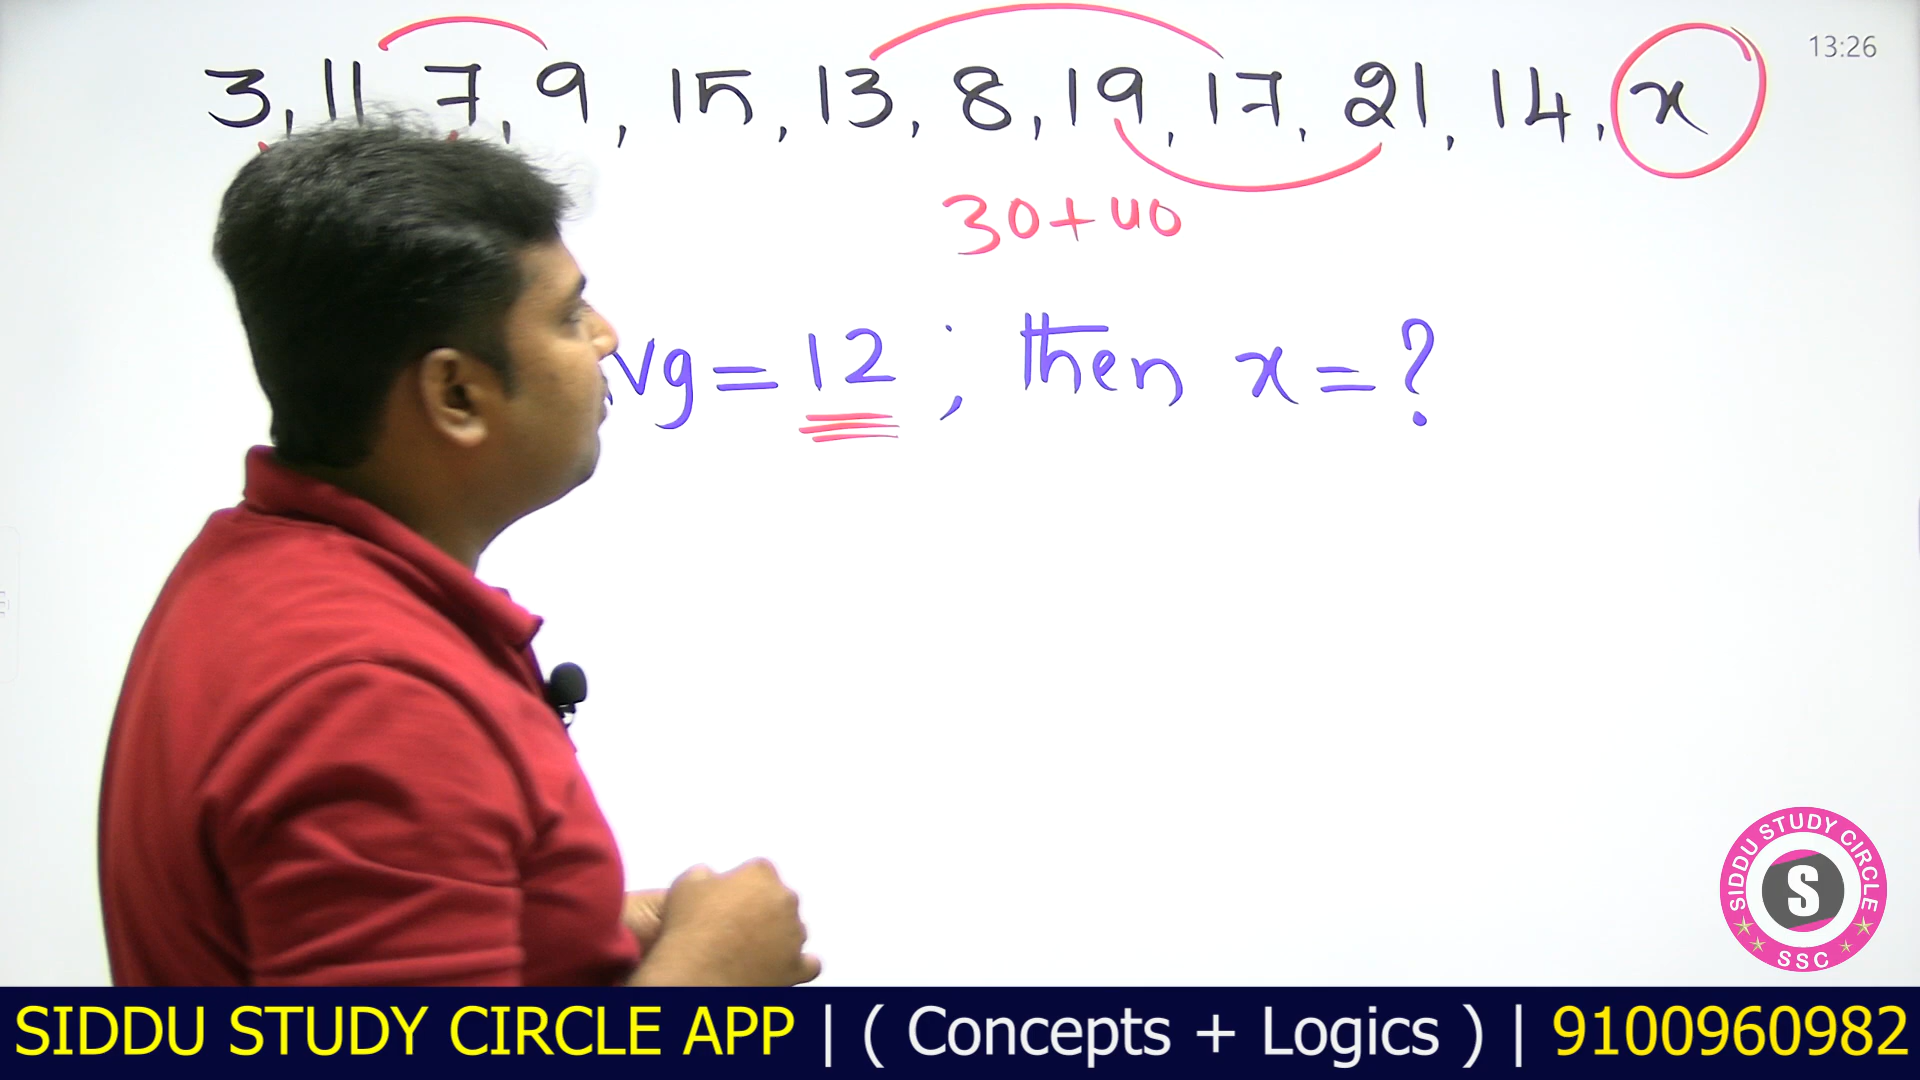 13:26
3, 11 7, 9, 15, 13, 8, 19, 17, 21, 14, x
30+40
vg = 12 ; then x = ?
SIDDU STUDY CIRCLE
S
SSC
SIDDU STUDY CIRCLE APP | ( Concepts + Logics ) | 9100960982